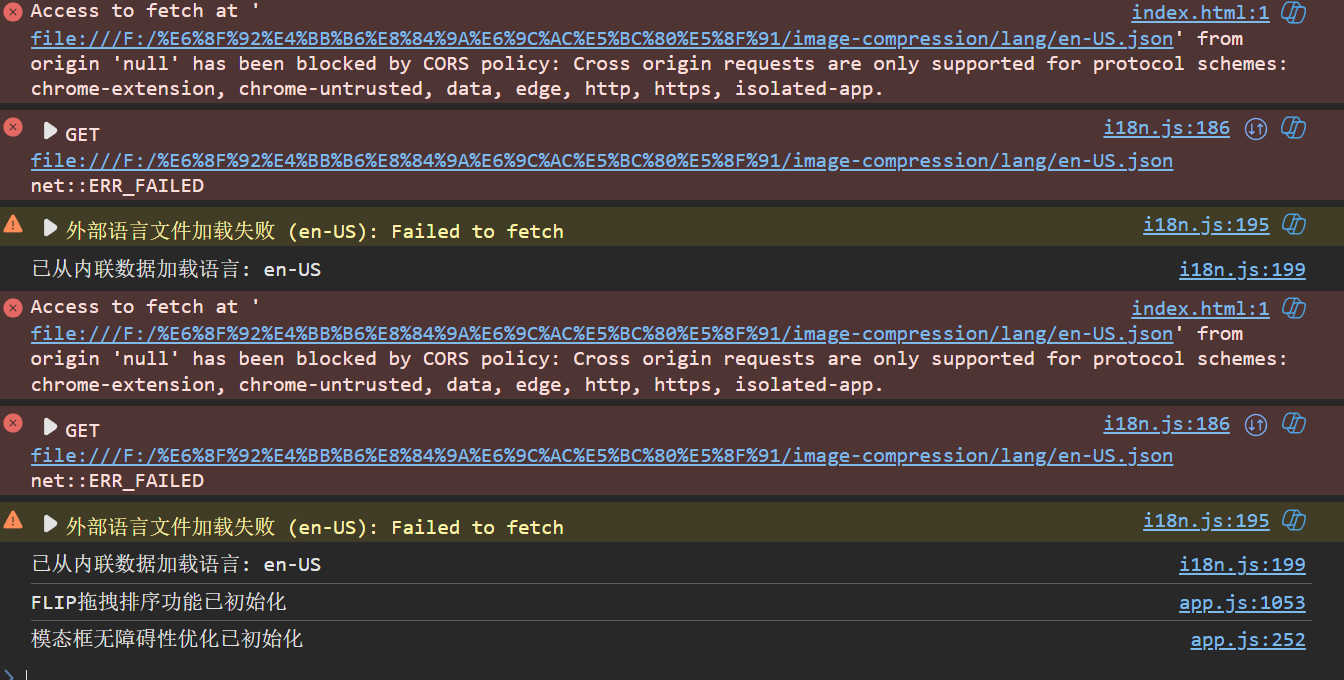 Access to fetch at ' index.html:1
file:///F:/%E6%8F%92%E4%BB%B6%E8%84%9A%E6%9C%AC%E5%BC%80%E5%8F%91/image-compression/lang/en-US.json' from
origin 'null' has been blocked by CORS policy: Cross origin requests are only supported for protocol schemes:
chrome-extension, chrome-untrusted, data, edge, http, https, isolated-app.
GET i18n.js:186
file:///F:/%E6%8F%92%E4%BB%B6%E8%84%9A%E6%9C%AC%E5%BC%80%E5%8F%91/image-compression/lang/en-US.json
net::ERR_FAILED
外部语言文件加载失败 (en-US): Failed to fetch i18n.js:195
已从内联数据加载语言: en-US i18n.js:199
Access to fetch at ' index.html:1
file:///F:/%E6%8F%92%E4%BB%B6%E8%84%9A%E6%9C%AC%E5%BC%80%E5%8F%91/image-compression/lang/en-US.json' from
origin 'null' has been blocked by CORS policy: Cross origin requests are only supported for protocol schemes:
chrome-extension, chrome-untrusted, data, edge, http, https, isolated-app.
GET i18n.js:186
file:///F:/%E6%8F%92%E4%BB%B6%E8%84%9A%E6%9C%AC%E5%BC%80%E5%8F%91/image-compression/lang/en-US.json
net::ERR_FAILED
外部语言文件加载失败 (en-US): Failed to fetch i18n.js:195
已从内联数据加载语言: en-US i18n.js:199
FLIP拖拽排序功能已初始化 app.js:1053
模态框无障碍性优化已初始化 app.js:252